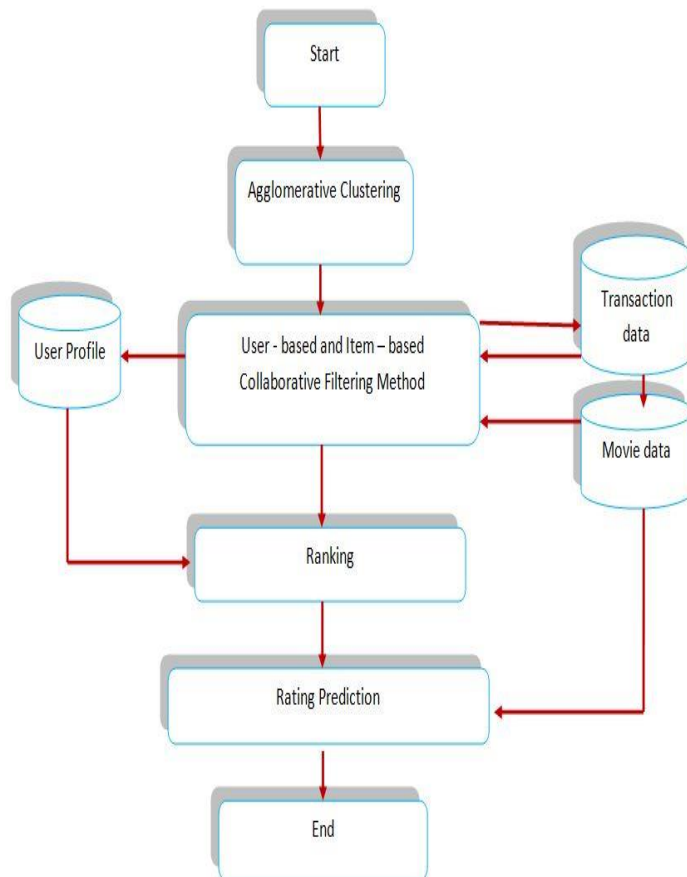 Start
Agglomerative Clustering
Transaction
data
User Profile
User - based and Item – based
Collaborative Filtering Method
Movie data
Ranking
Rating Prediction
End